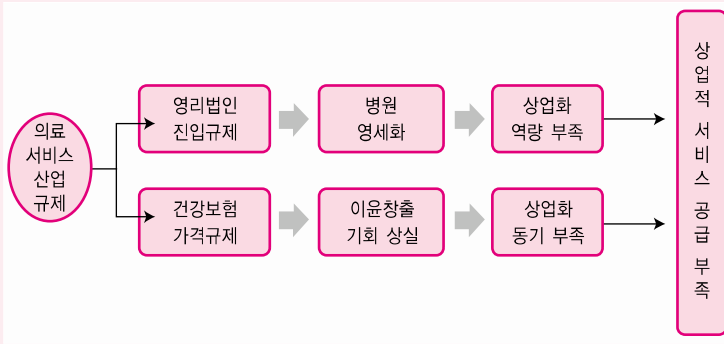 의료
서비스
산업
규제
영리법인
진입규제
병원
영세화
상업화
역량 부족
건강보험
가격규제
이윤창출
기회 상실
상업화
동기 부족
상업적 서비스 공급 부족